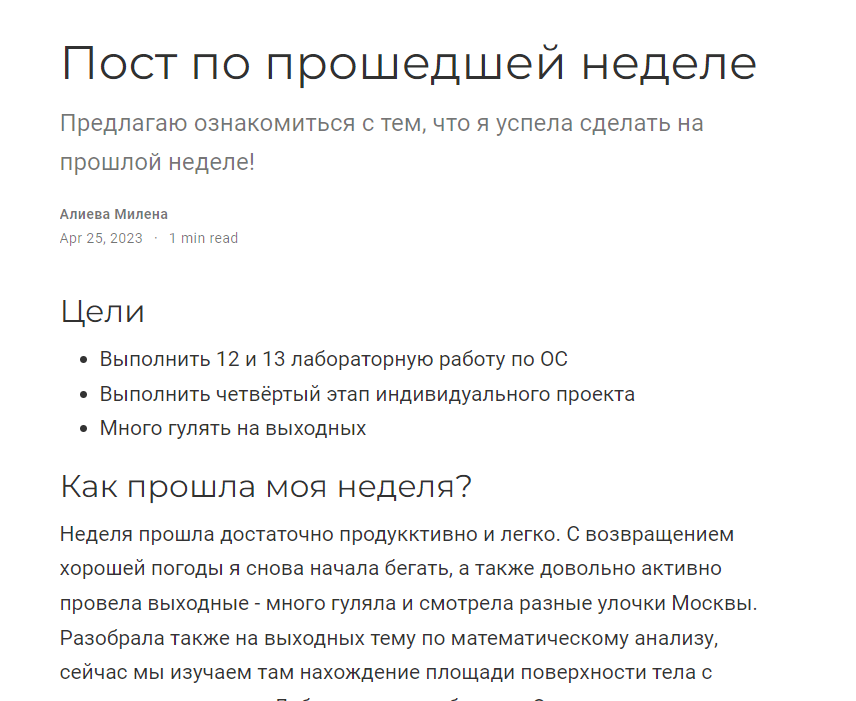 Пост по прошедшей неделе
Предлагаю ознакомиться с тем, что я успела сделать на
прошлой неделе!
Алиева Милена
Apr 25, 2023 · 1 min read
Цели
• Выполнить 12 и 13 лабораторную работу по ОС
• Выполнить четвёртый этап индивидуального проекта
• Много гулять на выходных
Как прошла моя неделя?
Неделя прошла достаточно продукктивно и легко. С возвращением
хорошей погоды я снова начала бегать, а также довольно активно
провела выходные - много гуляла и смотрела разные улочки Москвы.
Разобрала также на выходных тему по математическому анализу,
сейчас мы изучаем там нахождение площади поверхности тела с